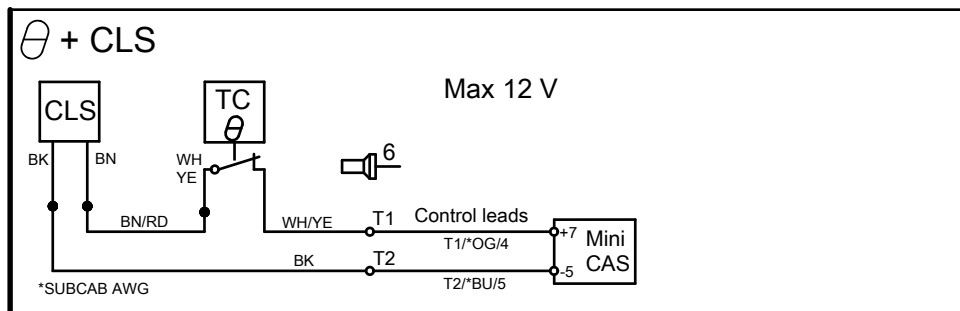 θ + CLS
Max 12 V
CLS
TC
θ
BK
BN
WH
YE
6
BN/RD
WH/YE
T1
Control leads
T1/*OG/4
+7
Mini
CAS
BK
T2
T2/*BU/5
-5
*SUBCAB AWG